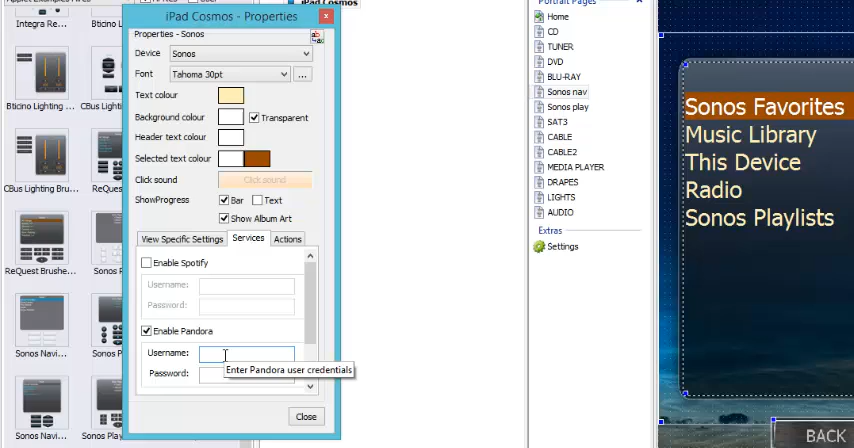 Integra Re...
Bticino L
Bticino Lighting ...
CBus Lightin
CBus Lighting Bru...
ReQues
ReQuest Brushe...
Sonos P
Sonos Navi...
Sonos Navi...
Sonos Navi...
Sonos Play
iPad Cosmos - Properties
x
Properties - Sonos
Device
Sonos
Font
Tahoma 30pt
...
Text colour
Background colour
Transparent
Header text colour
Selected text colour
Click sound
Click sound
ShowProgress
Bar
Text
Show Album Art
View Specific Settings
Services
Actions
Enable Spotify
Username:
Password:
Enable Pandora
Username:
Enter Pandora user credentials
Password:
Close
iPad Cosmos
Portrait Pages
Home
CD
TUNER
DVD
BLU-RAY
Sonos nav
Sonos play
SAT3
CABLE
CABLE2
MEDIA PLAYER
DRAPES
LIGHTS
AUDIO
Extras
Settings
Sonos Favorites
Music Library
This Device
Radio
Sonos Playlists
BACK